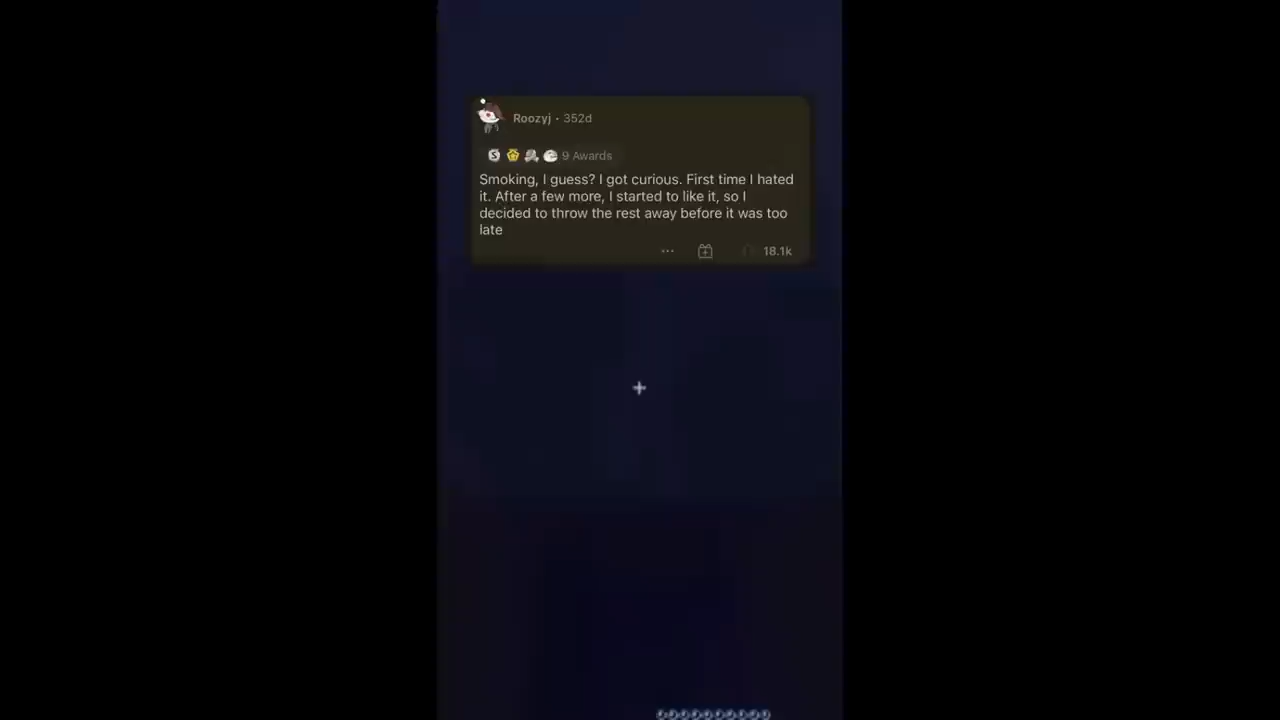 Roozyj · 352d
9 Awards
Smoking, I guess? I got curious. First time I hated
it. After a few more, I started to like it, so I
decided to throw the rest away before it was too
late
18.1k